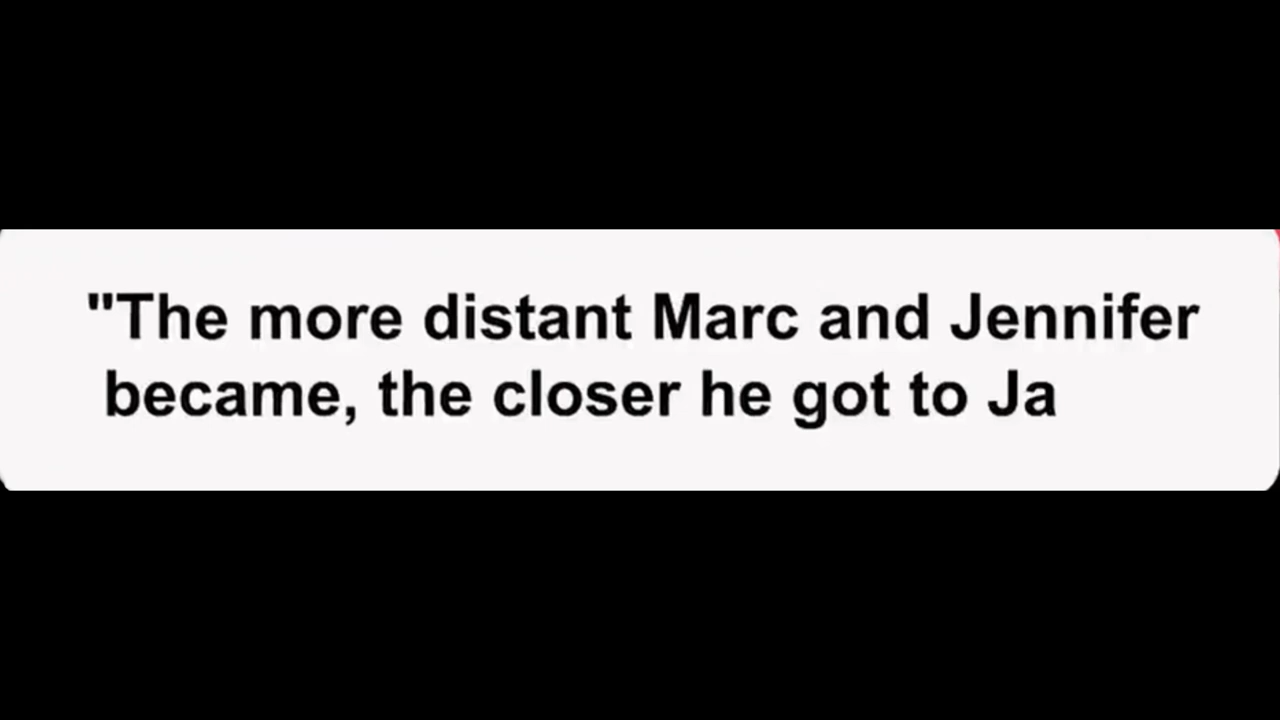 "The more distant Marc and Jennifer
became, the closer he got to Ja